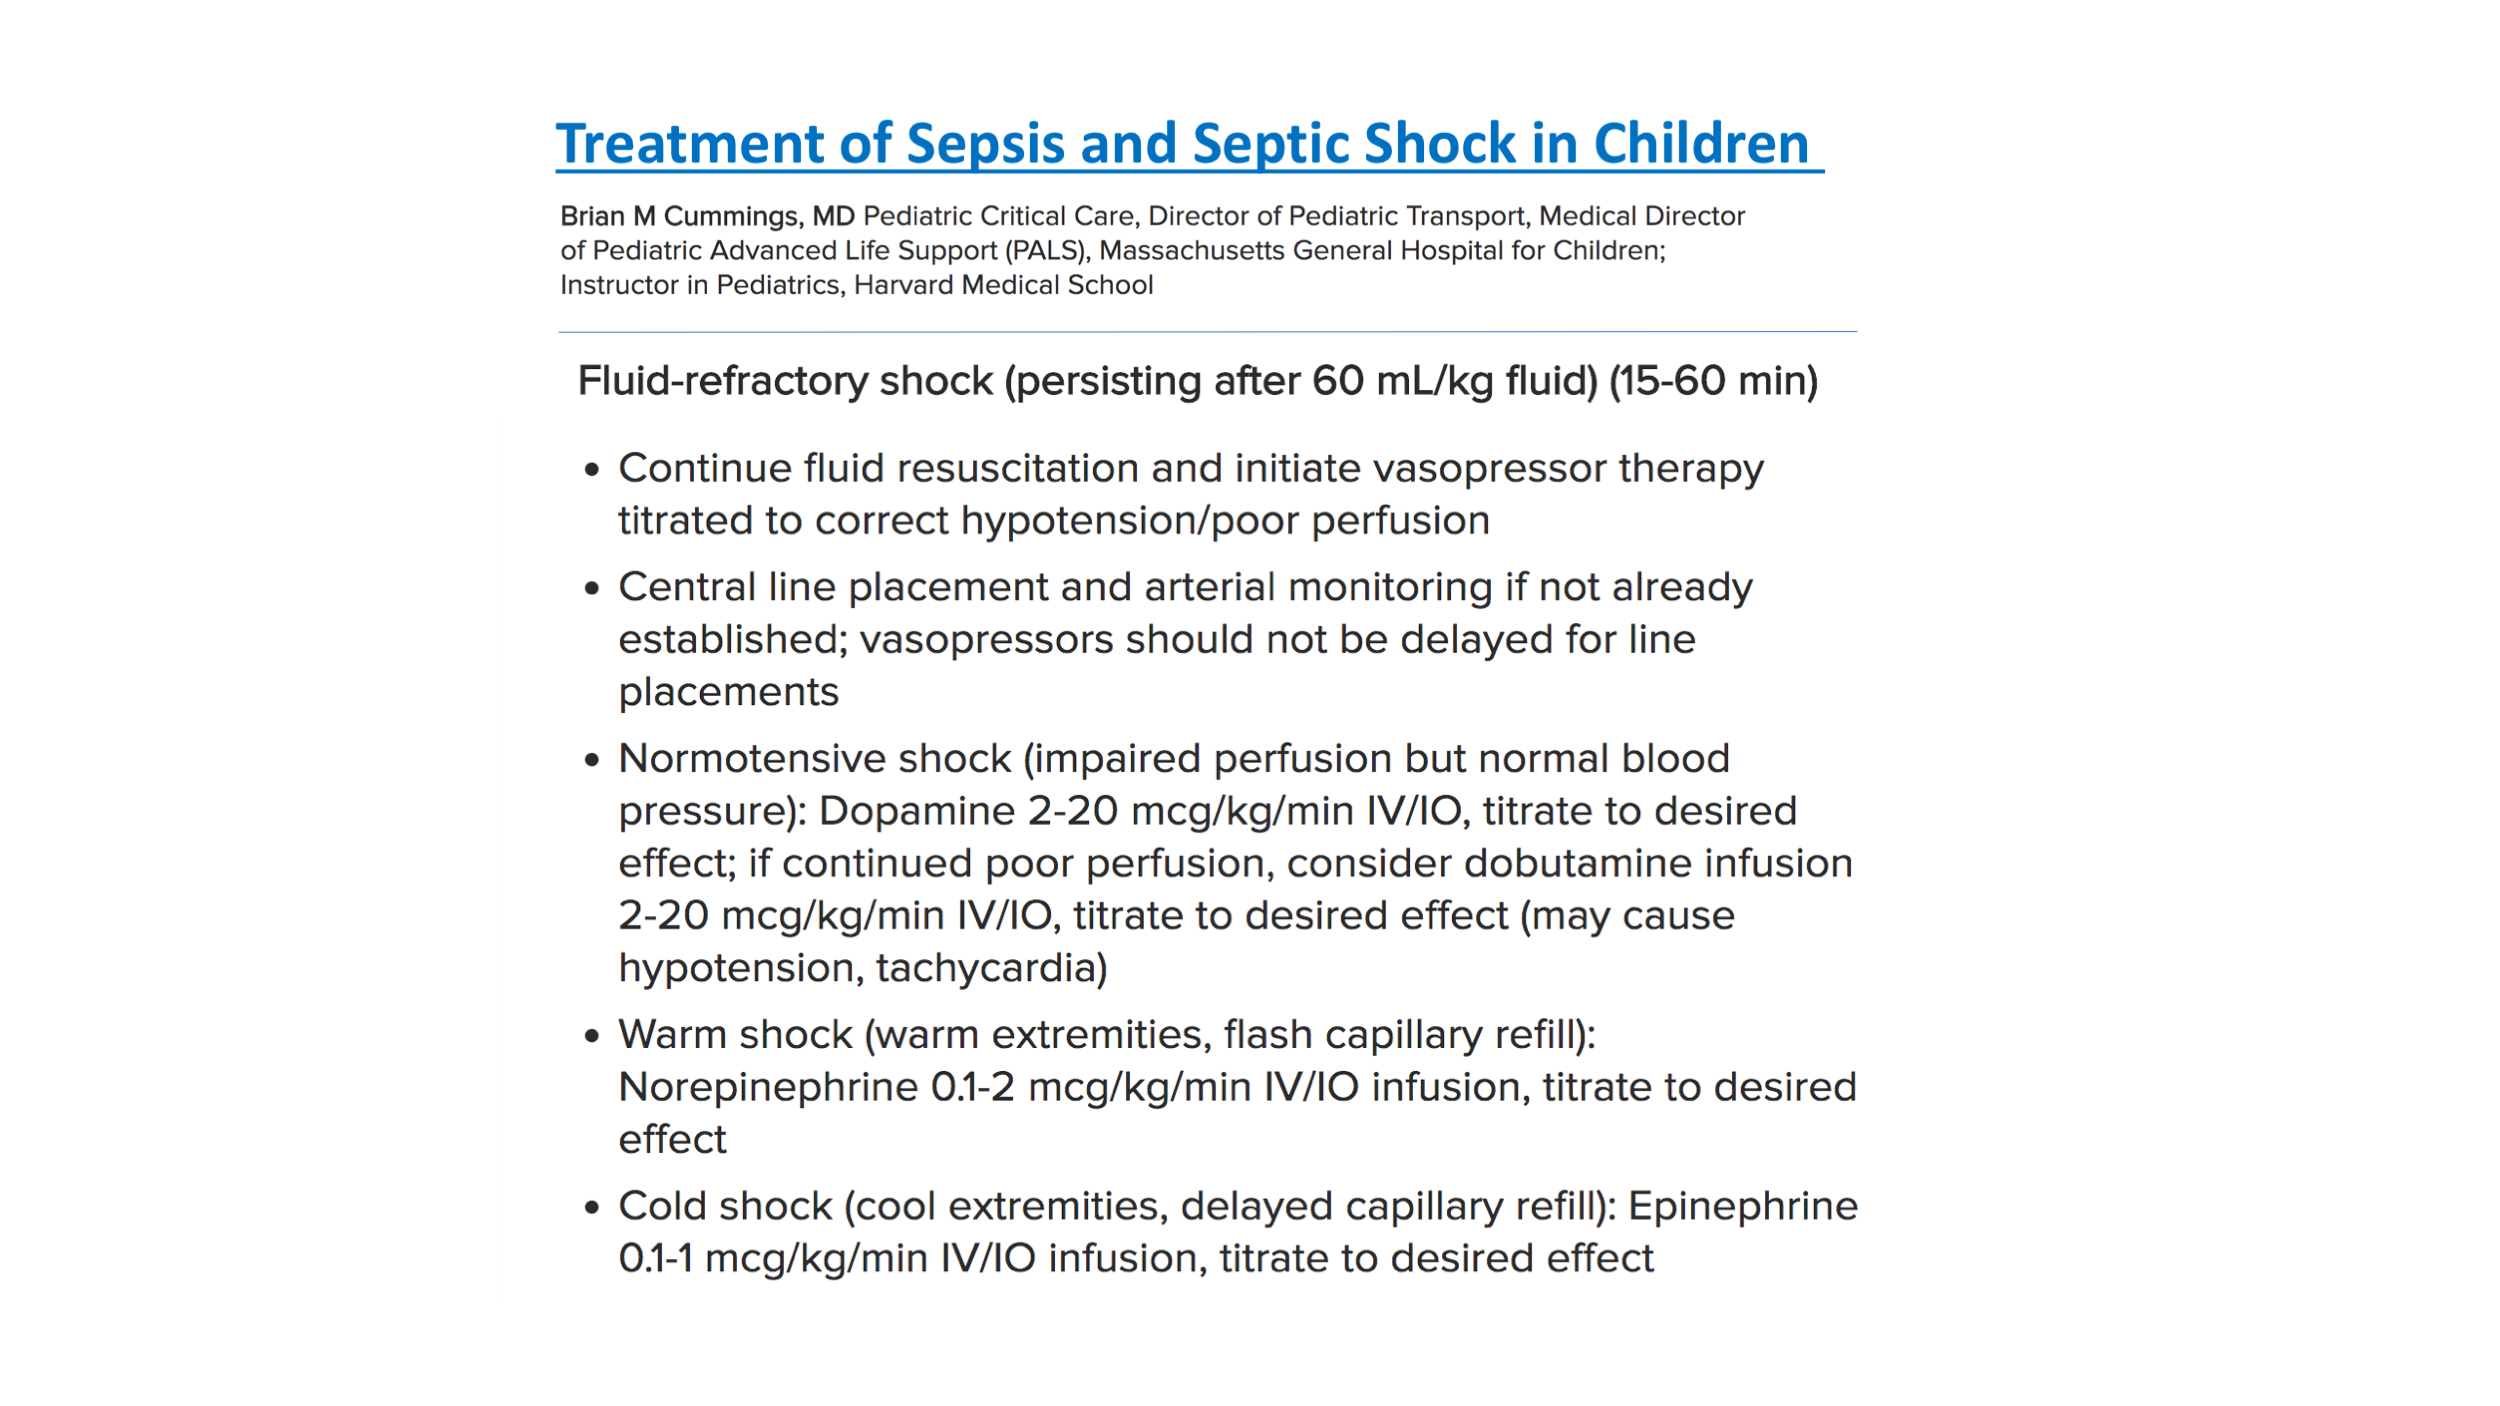 Treatment of Sepsis and Septic Shock in Children
Brian M Cummings, MD Pediatric Critical Care, Director of Pediatric Transport, Medical Director
of Pediatric Advanced Life Support (PALS), Massachusetts General Hospital for Children;
Instructor in Pediatrics, Harvard Medical School
Fluid-refractory shock (persisting after 60 mL/kg fluid) (15-60 min)
• Continue fluid resuscitation and initiate vasopressor therapy
titrated to correct hypotension/poor perfusion
• Central line placement and arterial monitoring if not already
established; vasopressors should not be delayed for line
placements
• Normotensive shock (impaired perfusion but normal blood
pressure): Dopamine 2-20 mcg/kg/min IV/IO, titrate to desired
effect; if continued poor perfusion, consider dobutamine infusion
2-20 mcg/kg/min IV/IO, titrate to desired effect (may cause
hypotension, tachycardia)
• Warm shock (warm extremities, flash capillary refill):
Norepinephrine 0.1-2 mcg/kg/min IV/IO infusion, titrate to desired
effect
• Cold shock (cool extremities, delayed capillary refill): Epinephrine
0.1-1 mcg/kg/min IV/IO infusion, titrate to desired effect